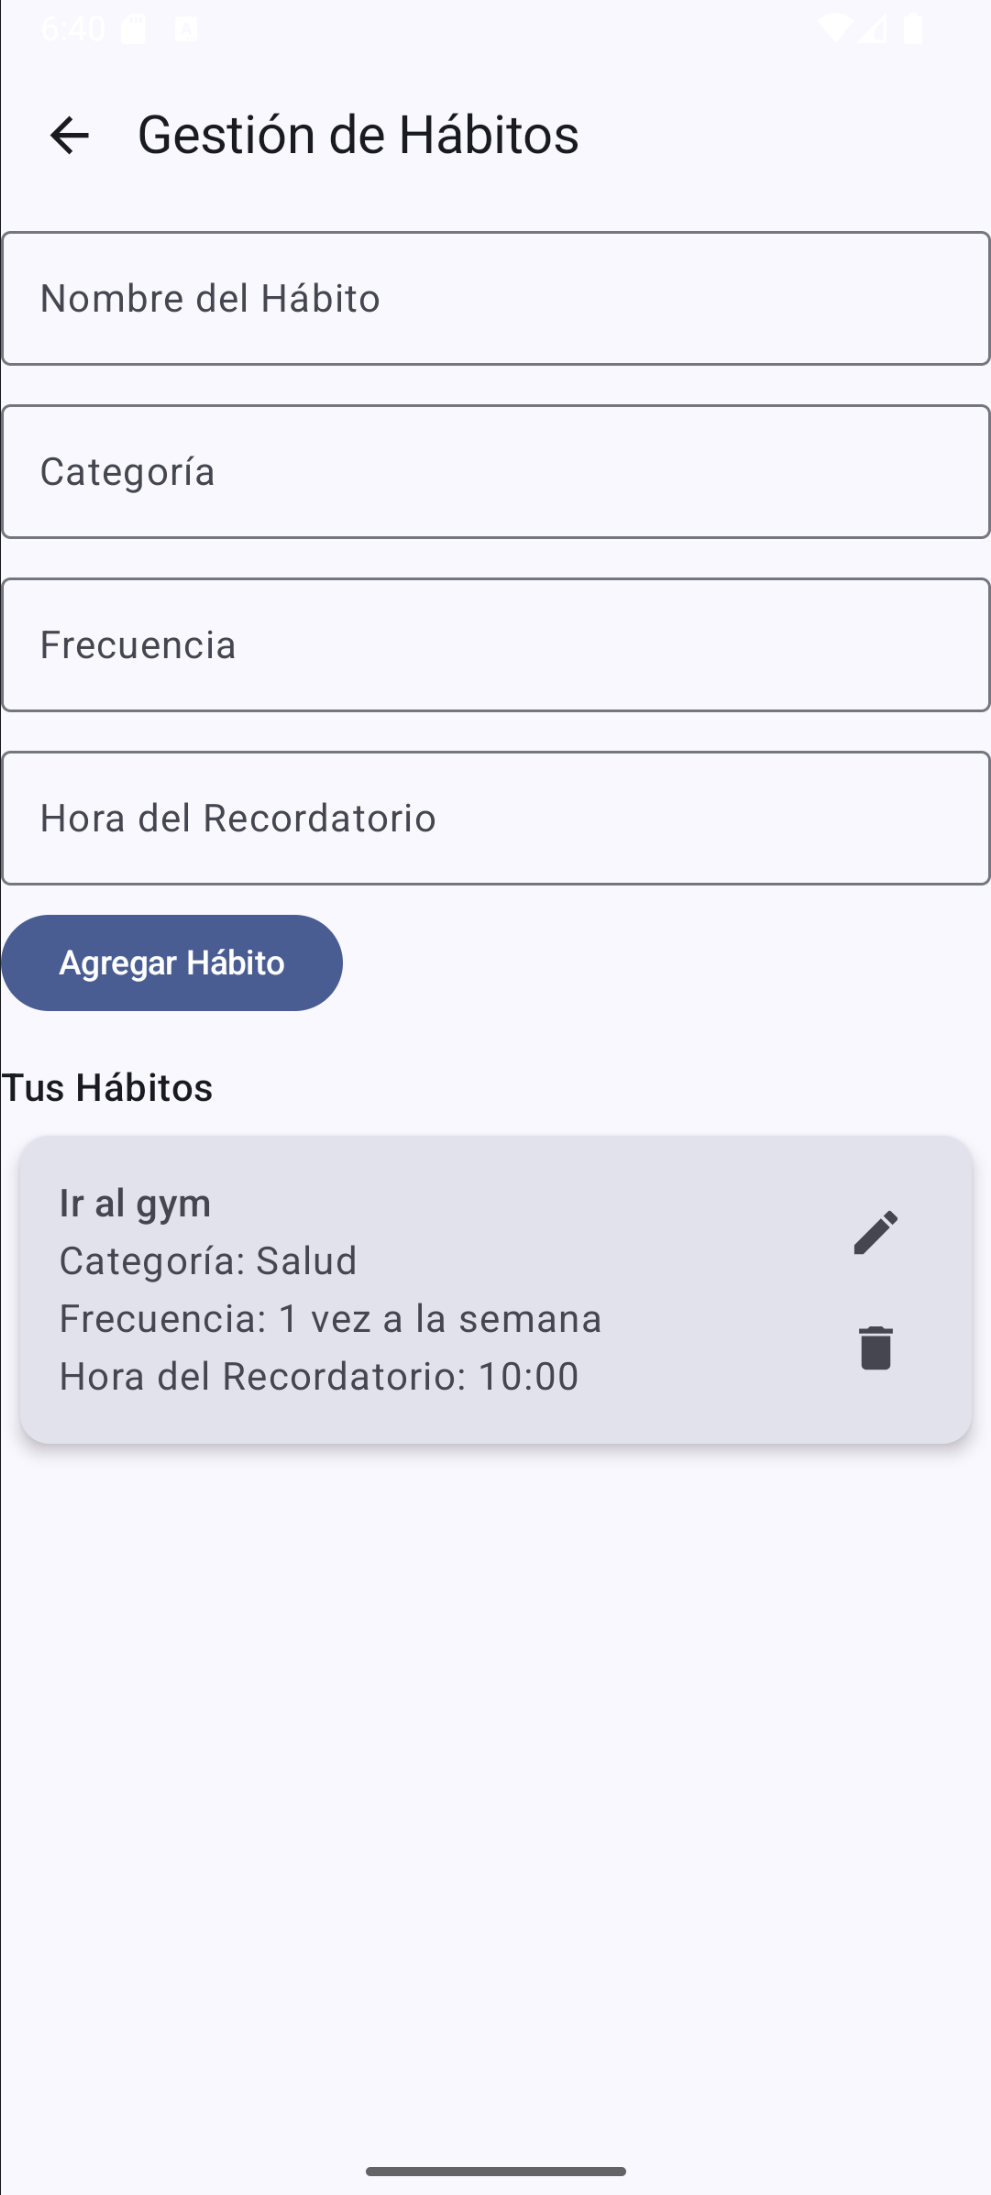 6:40
Gestión de Hábitos
Nombre del Hábito
Categoría
Frecuencia
Hora del Recordatorio
Agregar Hábito
Tus Hábitos
Ir al gym
Categoría: Salud
Frecuencia: 1 vez a la semana
Hora del Recordatorio: 10:00